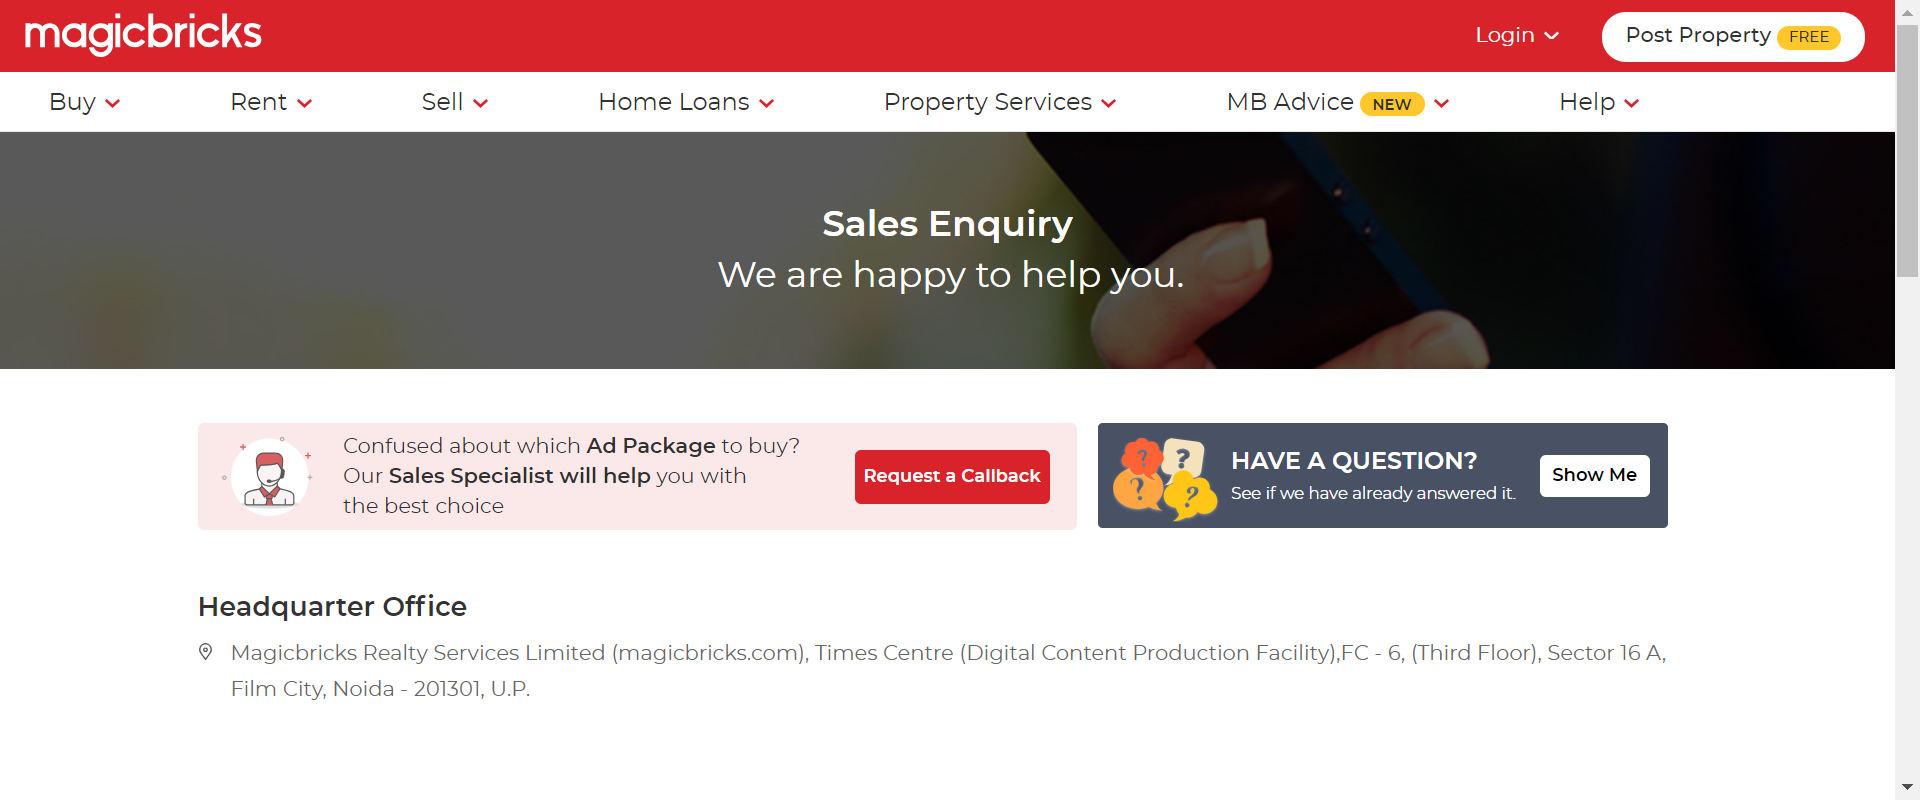 magicbricks
Login
Post Property FREE
Buy
Rent
Sell
Home Loans
Property Services
MB Advice NEW
Help
Sales Enquiry
We are happy to help you.
Confused about which Ad Package to buy?
Our Sales Specialist will help you with
the best choice
Request a Callback
HAVE A QUESTION?
See if we have already answered it.
Show Me
Headquarter Office
Magicbricks Realty Services Limited (magicbricks.com), Times Centre (Digital Content Production Facility),FC - 6, (Third Floor), Sector 16 A,
Film City, Noida - 201301, U.P.